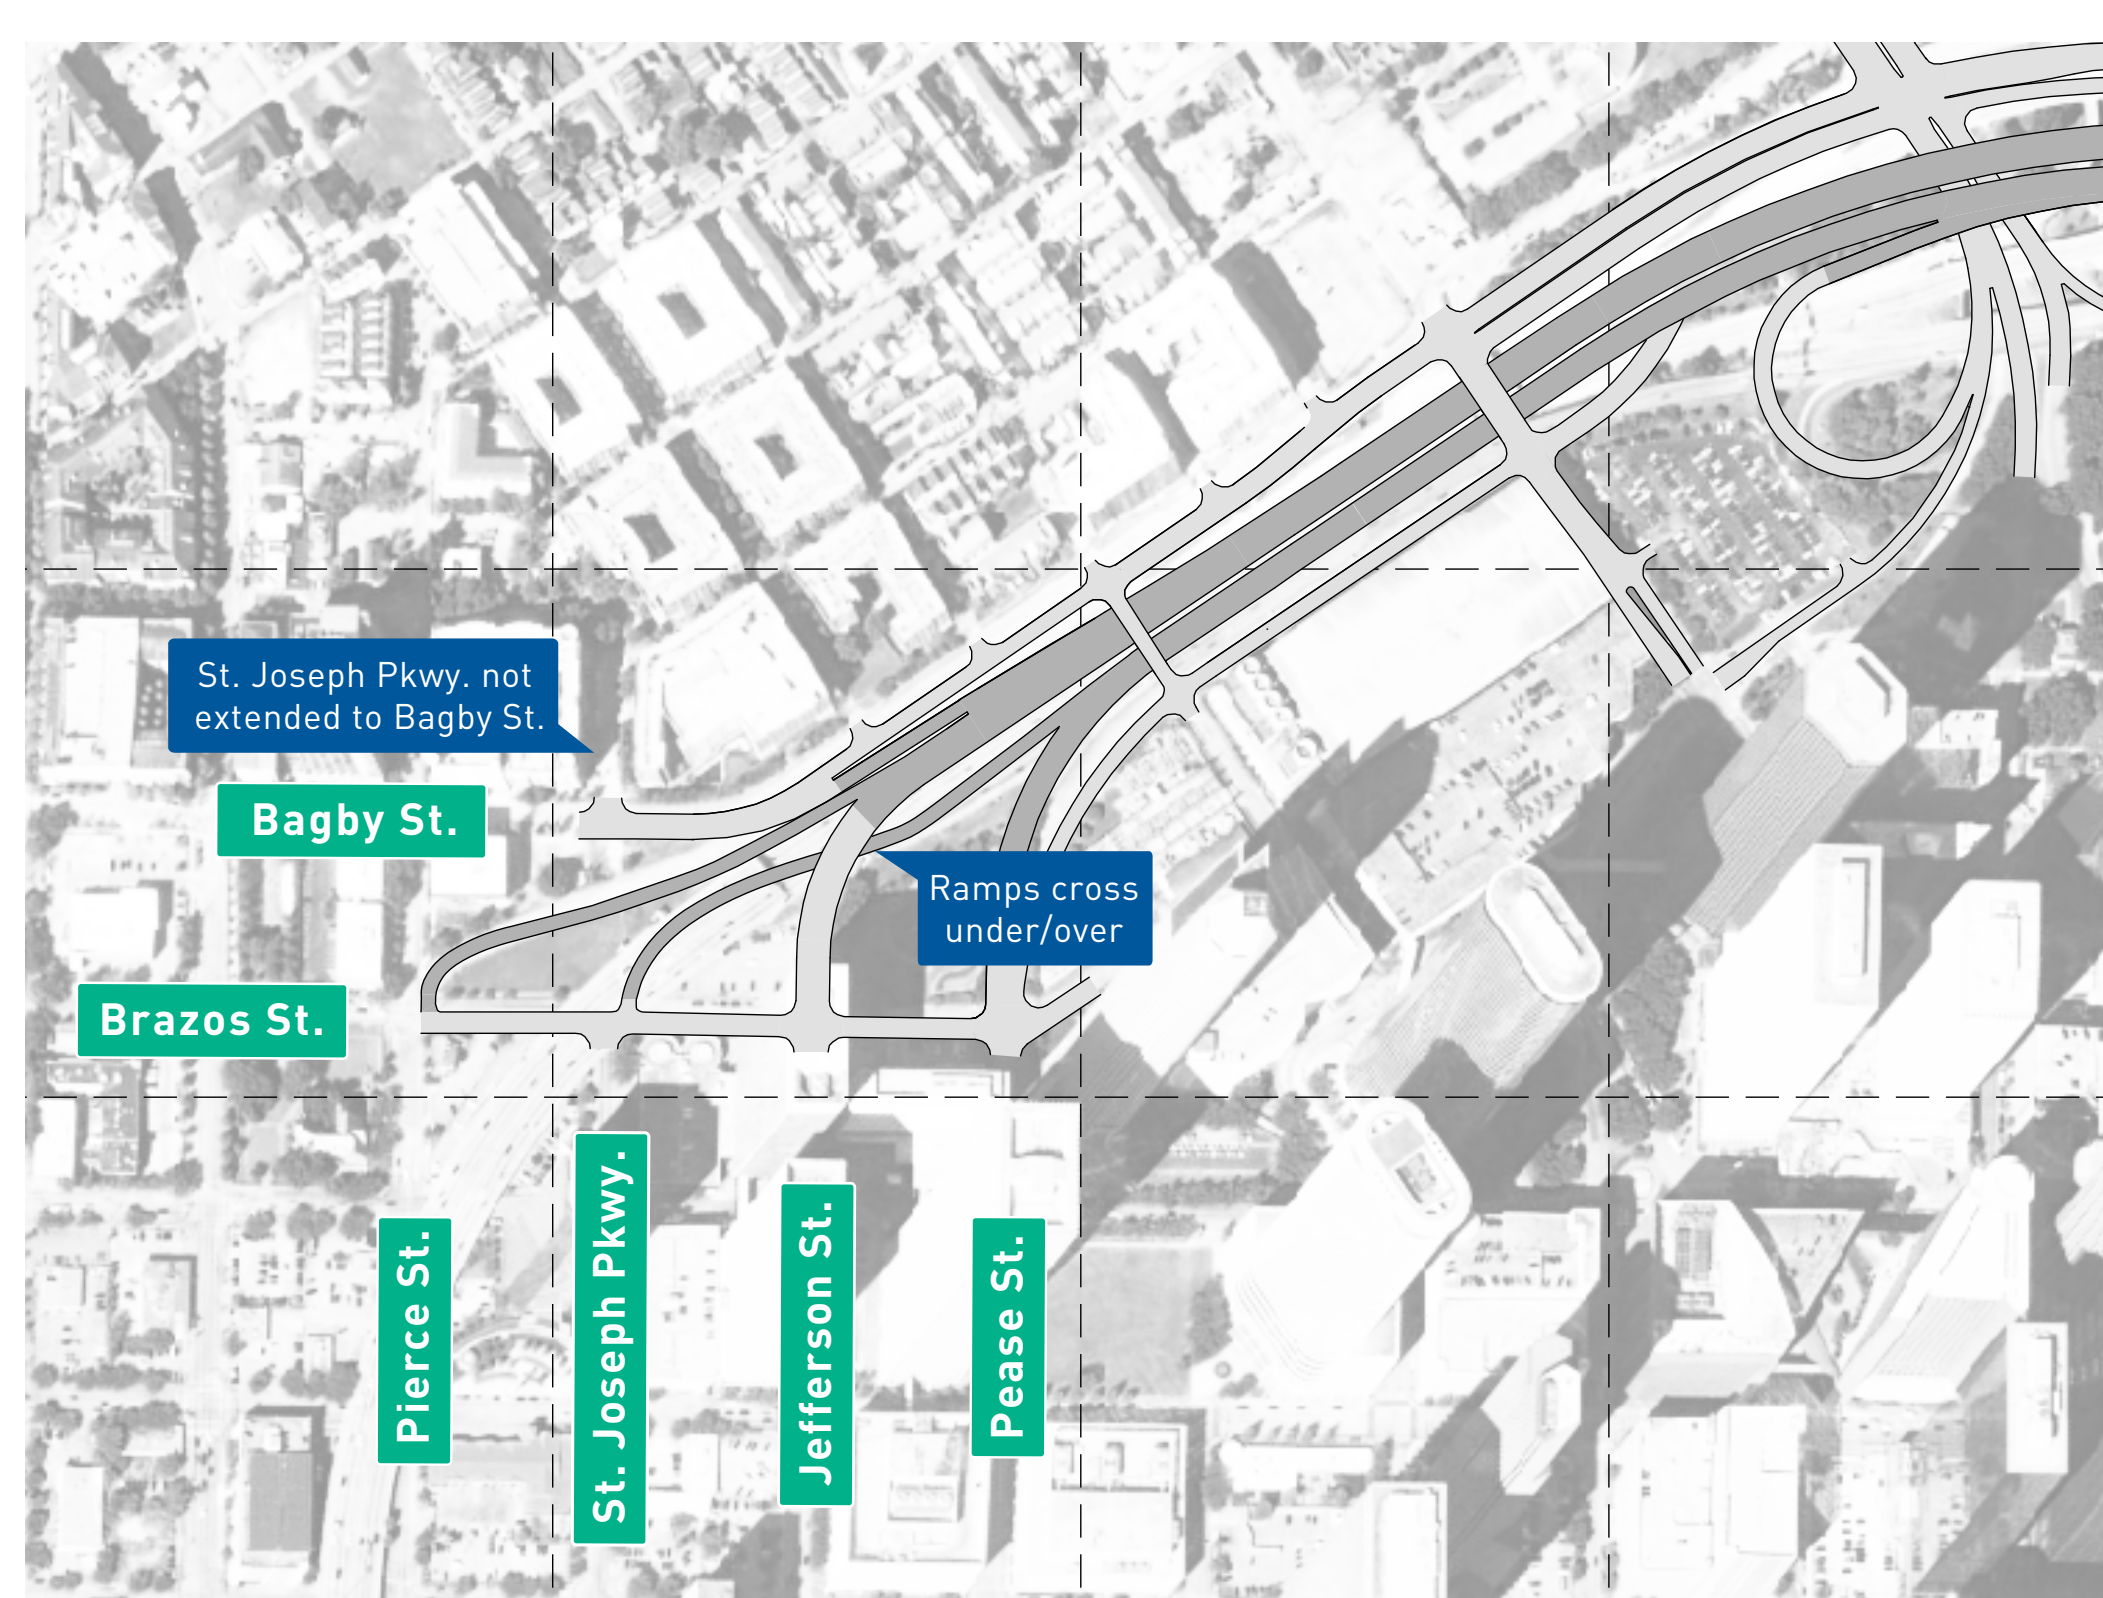 St. Joseph Pkwy. not
extended to Bagby St.
Bagby St.
Ramps cross
under/over
Brazos St.
Pierce St.
St. Joseph Pkwy.
Jefferson St.
Pease St.